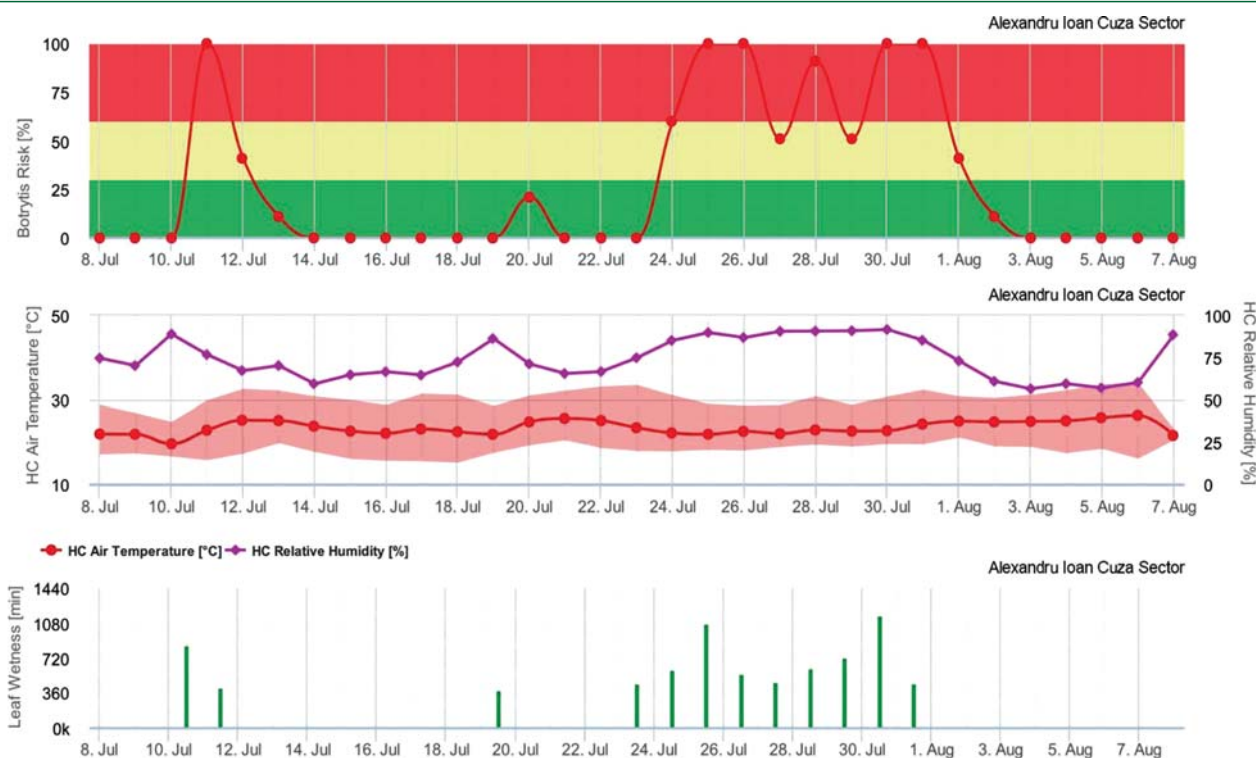 Alexandru Ioan Cuza Sector
Botrytis Risk [%]
100
75
50
25
0
8. Jul 10. Jul 12. Jul 14. Jul 16. Jul 18. Jul 20. Jul 22. Jul 24. Jul 26. Jul 28. Jul 30. Jul 1. Aug 3. Aug 5. Aug 7. Aug
Alexandru Ioan Cuza Sector
HC Air Temperature [°C]
50
30
10
100
75
50
25
0
HC Relative Humidity [%]
8. Jul 10. Jul 12. Jul 14. Jul 16. Jul 18. Jul 20. Jul 22. Jul 24. Jul 26. Jul 28. Jul 30. Jul 1. Aug 3. Aug 5. Aug 7. Aug
HC Air Temperature [°C] HC Relative Humidity [%]
Alexandru Ioan Cuza Sector
Leaf Wetness [min]
1440
1080
720
360
0k
8. Jul 10. Jul 12. Jul 14. Jul 16. Jul 18. Jul 20. Jul 22. Jul 24. Jul 26. Jul 28. Jul 30. Jul 1. Aug 3. Aug 5. Aug 7. Aug